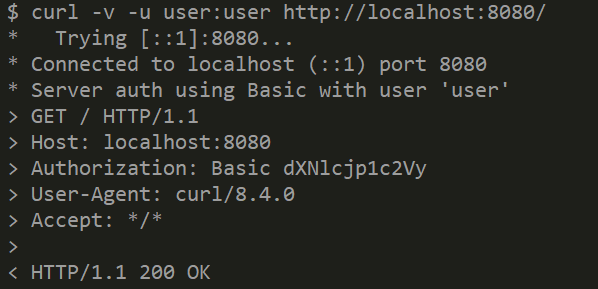 $ curl -v -u user:user http://localhost:8080/
*   Trying [::1]:8080...
* Connected to localhost (::1) port 8080
* Server auth using Basic with user 'user'
> GET / HTTP/1.1
> Host: localhost:8080
> Authorization: Basic dXNlcjp1c2Vy
> User-Agent: curl/8.4.0
> Accept: */*
>
< HTTP/1.1 200 OK